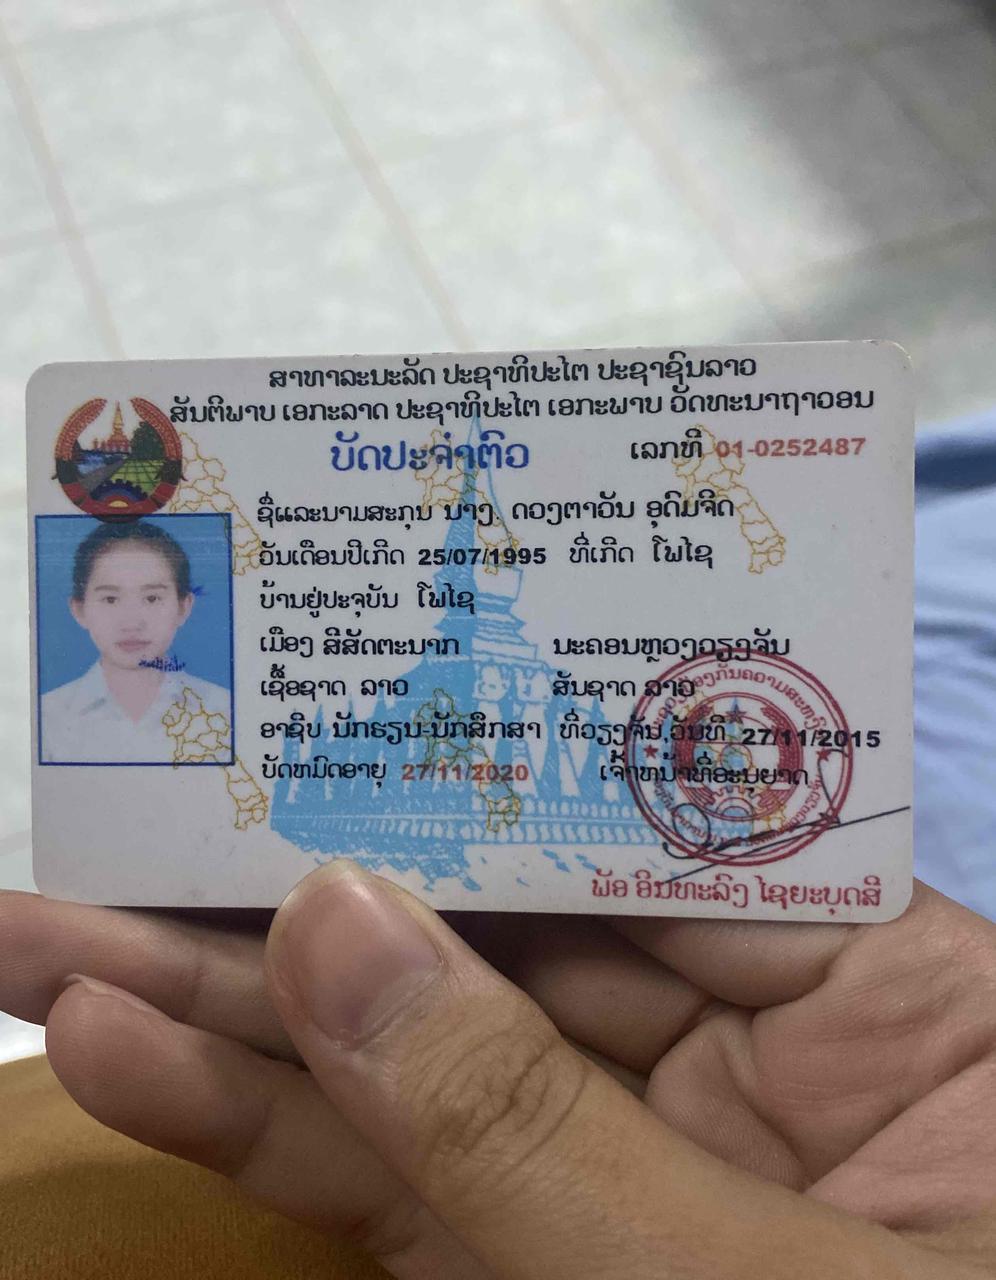 ສາທາລະນະລັດ ປະຊາທິປະໄຕ ປະຊາຊົນລາວ
ສັນຕິພາບ ເອກະລາດ ປະຊາທິປະໄຕ ເອກະພາບ ວັດທະນາຖາວອນ
ບັດປະຈຳຕົວ ເລກທີ 01-0252487
ຊື່ແລະນາມສະກຸນ ນາງ ດວງຕາວັນ ອຸດົມຈິດ
ວັນເດືອນປີເກີດ 25/07/1995 ທີ່ເກີດ ໂພໄຊ
ບ້ານຢູ່ປະຈຸບັນ ໂພໄຊ
ເມືອງ ສີສັດຕະນາກ ນະຄອນຫຼວງວຽງຈັນ
ເຊື້ອຊາດ ລາວ ສັນຊາດ ລາວ
ອາຊິບ ນັກຮຽນ-ນັກສຶກສາ ທີ່ວຽງຈັນ,ວັນທີ 27/11/2015
ບັດຫມົດອາຍຸ 27/11/2020 ເຈົ້າຫນ້າທີ່ອະນຸຍາດ
ພັອ ອິນທະລົງ ໄຊຍະບຸດສີ